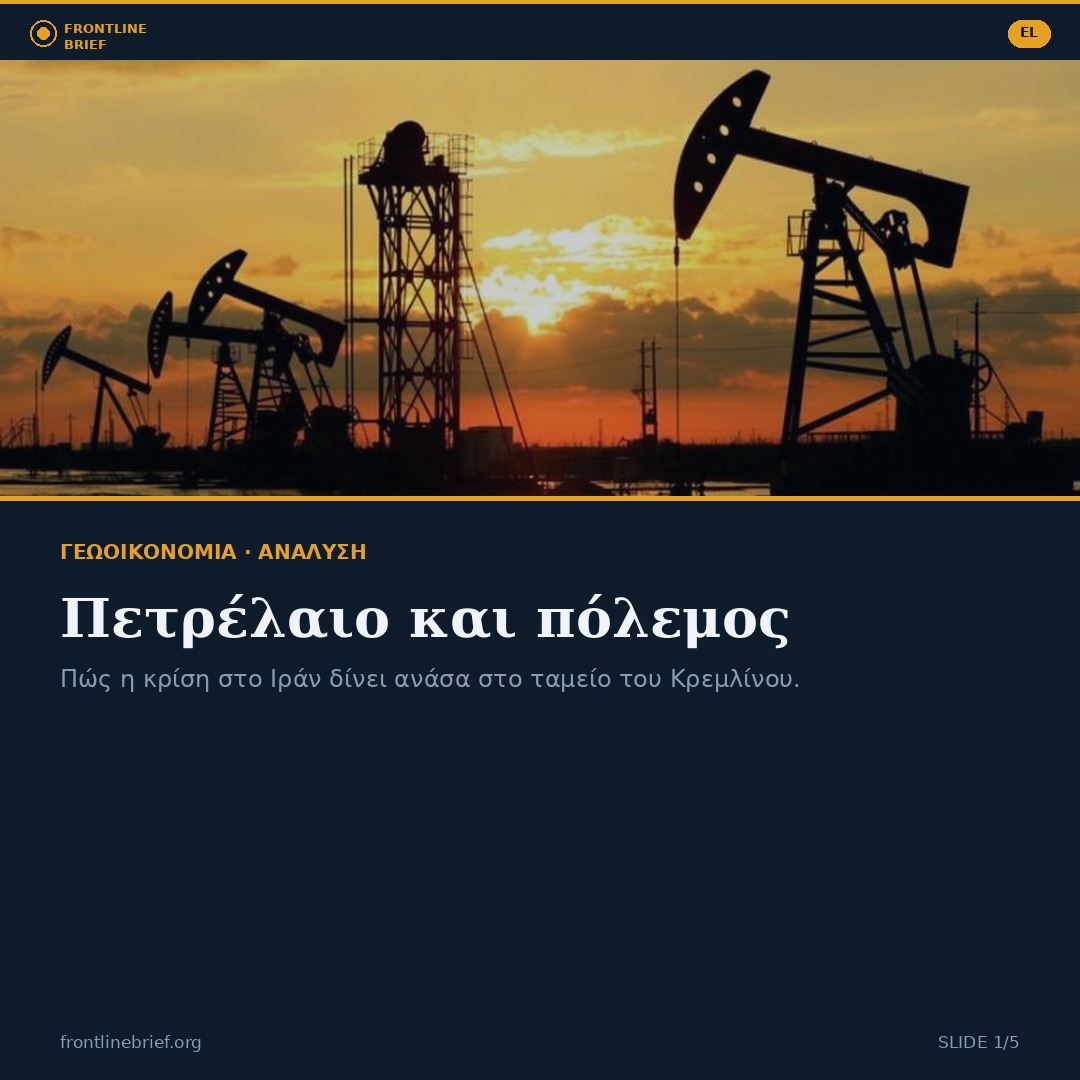 FRONTLINE
BRIEF
EL
ΓΕΩΟΙΚΟΝΟΜΙΑ · ΑΝΑΛΥΣΗ
Πετρέλαιο και πόλεμος
Πώς η κρίση στο Ιράν δίνει ανάσα στο ταμείο του Κρεμλίνου.
frontlinebrief.org
SLIDE 1/5